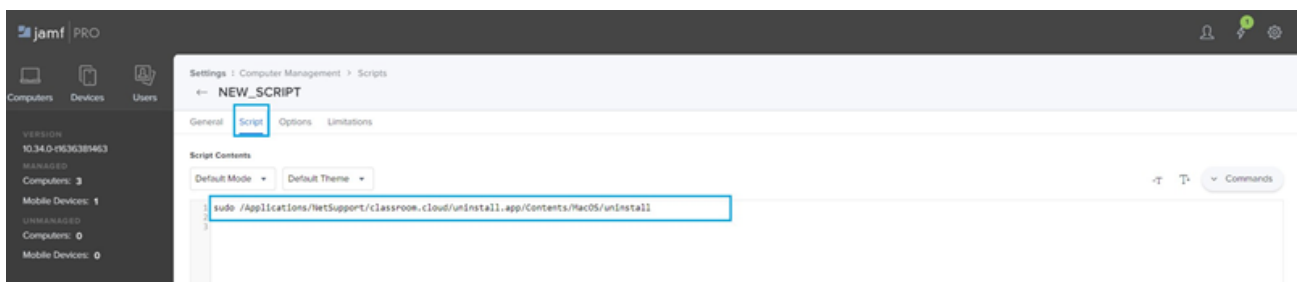 jamf PRO
1
Computers Devices Users
VERSION
10.34.0-t1636381463
MANAGED
Computers: 3
Mobile Devices: 1
UNMANAGED
Computers: 0
Mobile Devices: 0
Settings : Computer Management > Scripts
← NEW_SCRIPT
General Script Options Limitations
Script Contents
Default Mode Default Theme
-T T+ Commands
1 sudo /Applications/NetSupport/classroom.cloud/uninstall.app/Contents/MacOS/uninstall
2
3